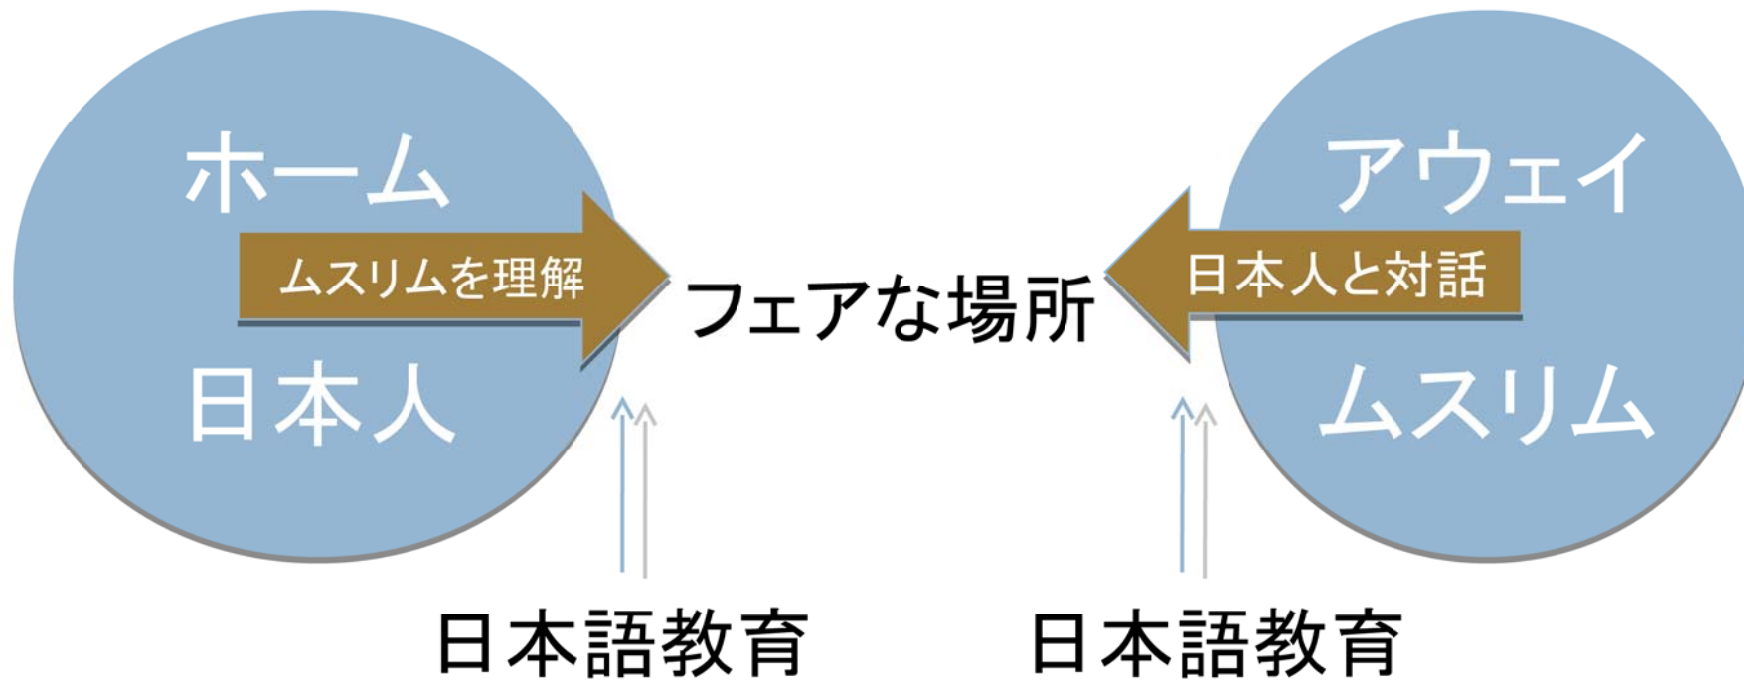 ホーム
ムスリムを理解
日本人
フェアな場所
アウェイ
日本人と対話
ムスリム
日本語教育
日本語教育